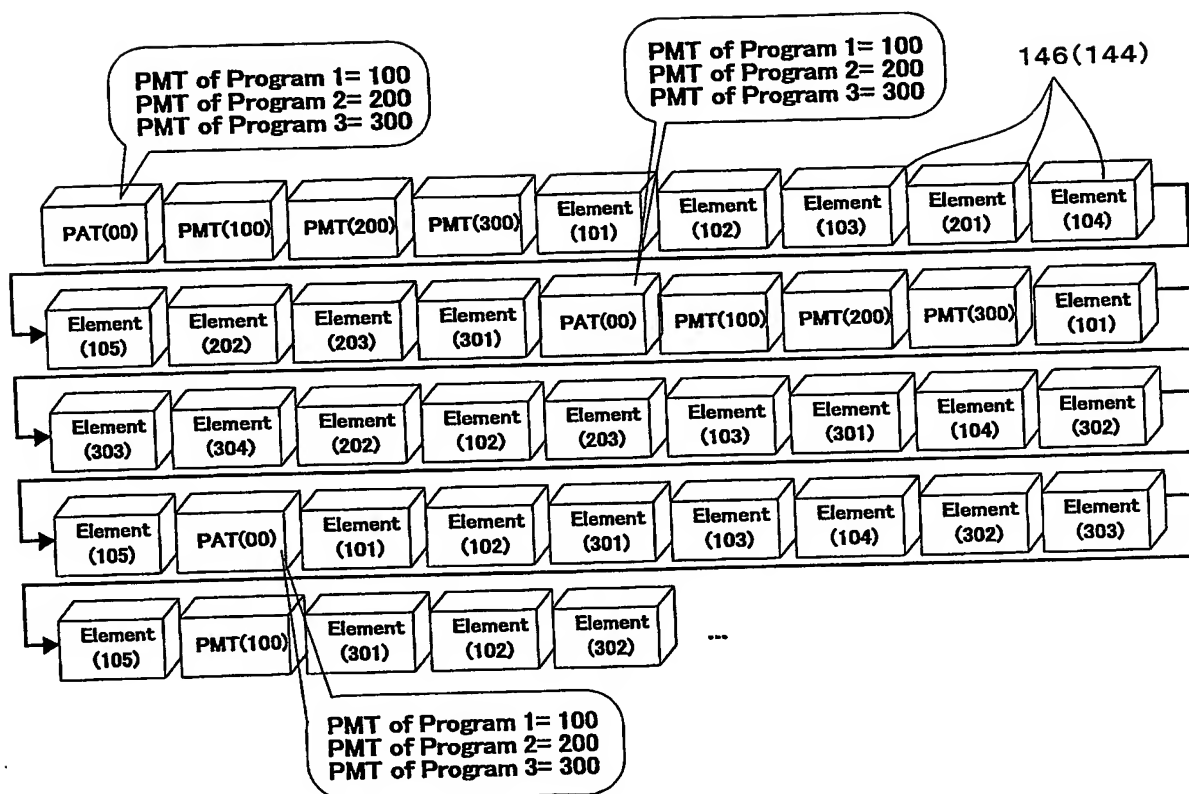 PMT of Program 1= 100
PMT of Program 2= 200
PMT of Program 3= 300
PMT of Program 1= 100
PMT of Program 2= 200
PMT of Program 3= 300
146(144)
PAT(00) PMT(100) PMT(200) PMT(300) Element (101) Element (102) Element (103) Element (201) Element (104)
Element (105) Element (202) Element (203) Element (301) PAT(00) PMT(100) PMT(200) PMT(300) Element (101)
Element (303) Element (304) Element (202) Element (102) Element (203) Element (103) Element (301) Element (104) Element (302)
Element (105) PAT(00) Element (101) Element (102) Element (301) Element (103) Element (104) Element (302) Element (303)
Element (105) PMT(100) Element (301) Element (102) Element (302) ...
PMT of Program 1= 100
PMT of Program 2= 200
PMT of Program 3= 300